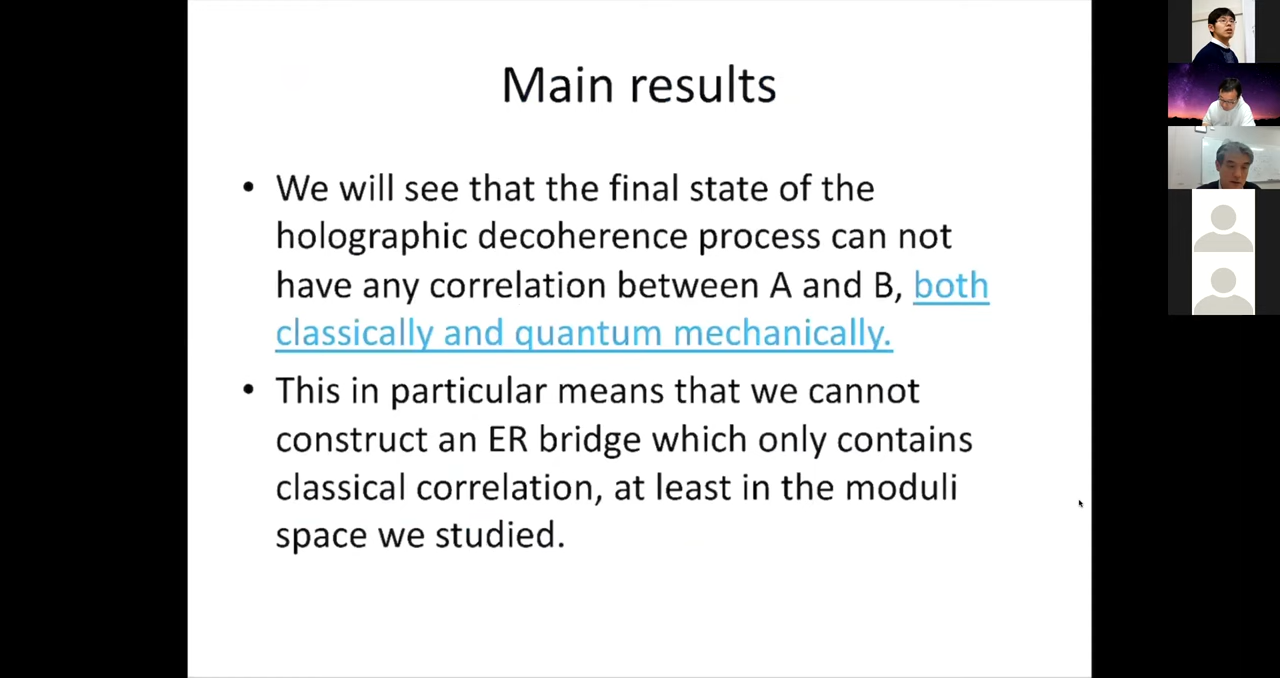 Main results
• We will see that the final state of the
holographic decoherence process can not
have any correlation between A and B, both
classically and quantum mechanically.
• This in particular means that we cannot
construct an ER bridge which only contains
classical correlation, at least in the moduli
space we studied.